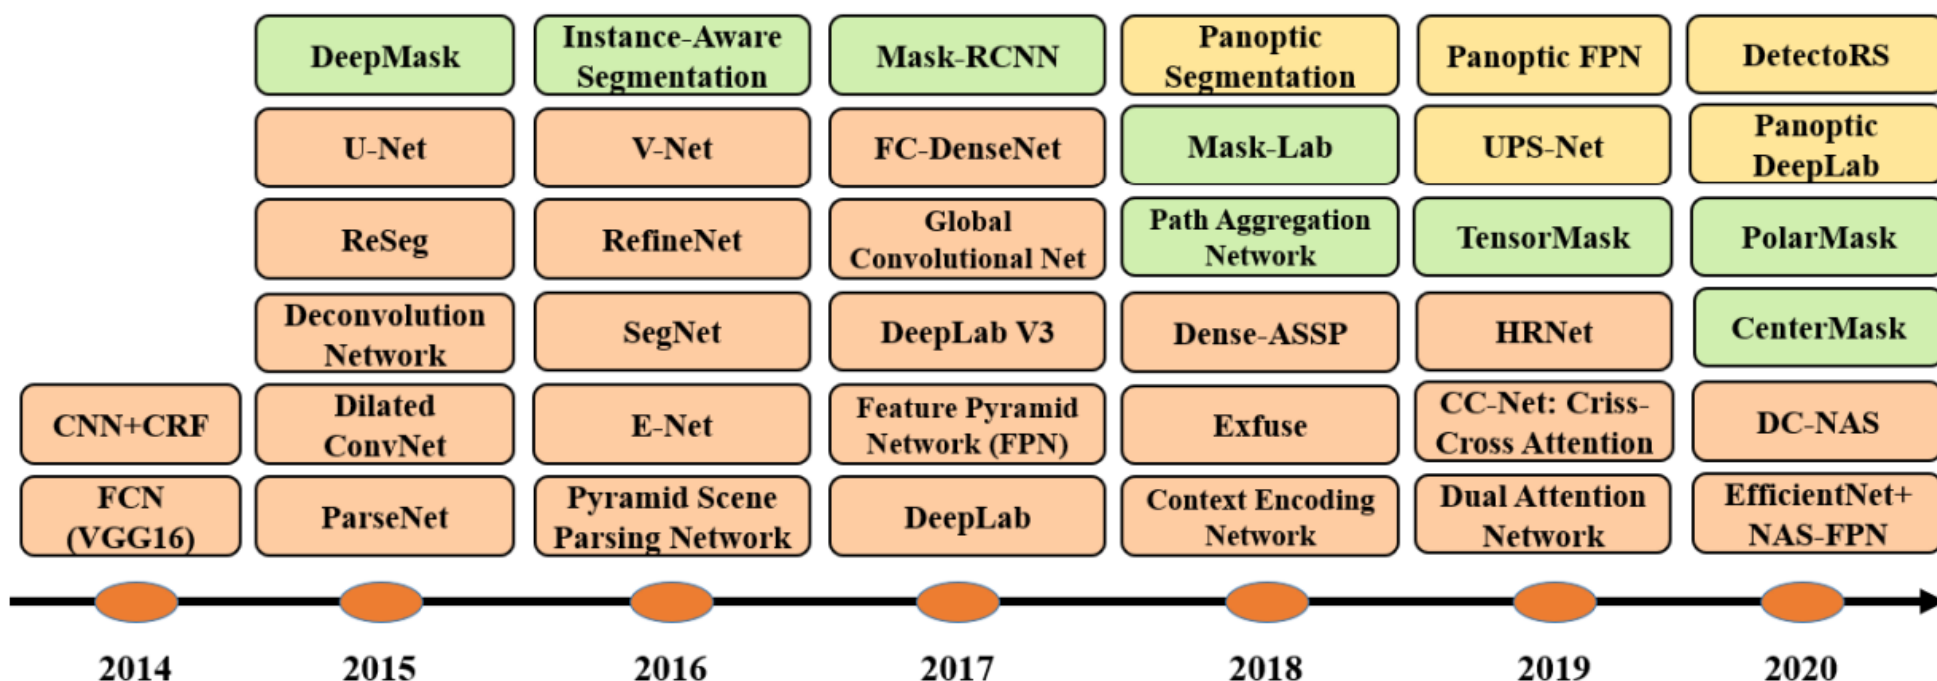 DeepMask
Instance-Aware
Segmentation
Mask-RCNN
Panoptic
Segmentation
Panoptic FPN
DetectoRS
U-Net
V-Net
FC-DenseNet
Mask-Lab
UPS-Net
Panoptic
DeepLab
ReSeg
RefineNet
Global
Convolutional Net
Path Aggregation
Network
TensorMask
PolarMask
Deconvolution
Network
SegNet
DeepLab V3
Dense-ASSP
HRNet
CenterMask
CNN+CRF
Dilated
ConvNet
E-Net
Feature Pyramid
Network (FPN)
Exfuse
CC-Net: Criss-
Cross Attention
DC-NAS
FCN
(VGG16)
ParseNet
Pyramid Scene
Parsing Network
DeepLab
Context Encoding
Network
Dual Attention
Network
EfficientNet+
NAS-FPN
2014
2015
2016
2017
2018
2019
2020